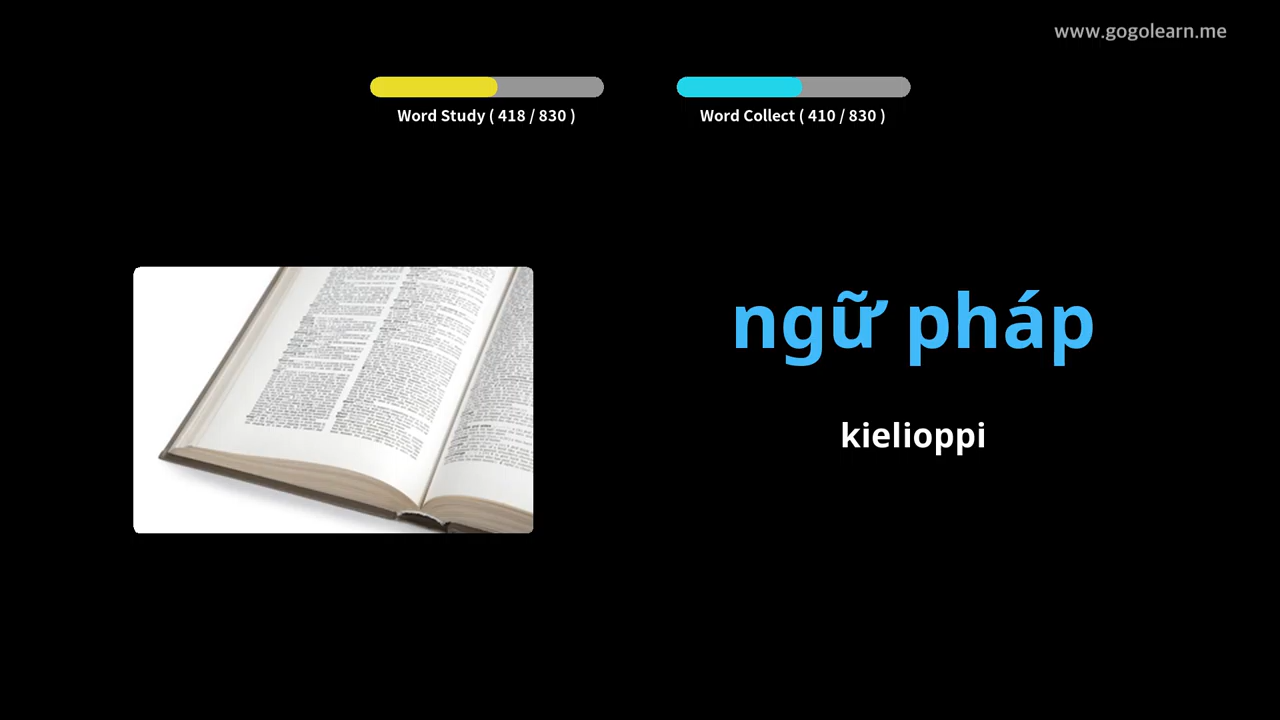 www.gogolearn.me
Word Study ( 418 / 830 )
Word Collect ( 410 / 830 )
ngữ pháp
kielioppi